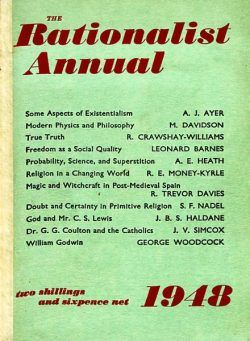 THE
Rationalist
Annual
Some Aspects of Existentialism A. J. AYER
Modern Physics and Philosophy M. DAVIDSON
True Truth R. CRAWSHAY-WILLIAMS
Freedom as a Social Quality LEONARD BARNES
Probability, Science, and Superstition A. E. HEATH
Religion in a Changing World R. E. MONEY-KYRLE
Magic and Witchcraft in Post-Medieval Spain
R. TREVOR DAVIES
Doubt and Certainty in Primitive Religion S. F. NADEL
God and Mr. C. S. Lewis J. B. S. HALDANE
Dr. G. G. Coulton and the Catholics J. V. SIMCOX
William Godwin GEORGE WOODCOCK
two shillings
and sixpence net 1948